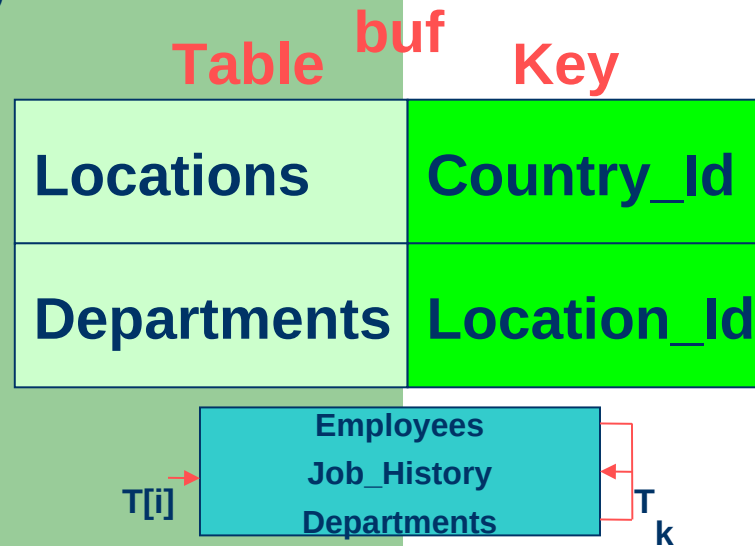 buf
Table Key
Locations Country_Id
Departments Location_Id
Employees
Job_History
T[i] T
Departments
k